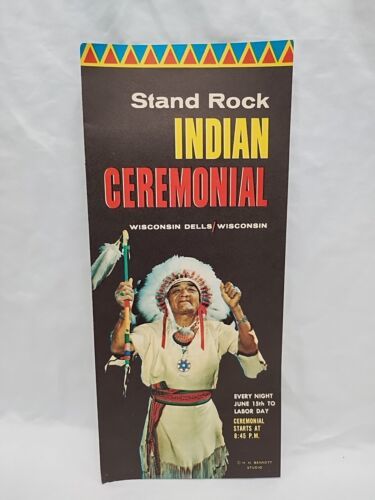 Stand Rock
INDIAN
CEREMONIAL
WISCONSIN DELLS/WISCONSIN
EVERY NIGHT
JUNE 15th TO
LABOR DAY
CEREMONIAL
STARTS AT
8:45 P.M.
© H. H. BENNETT
STUDIO